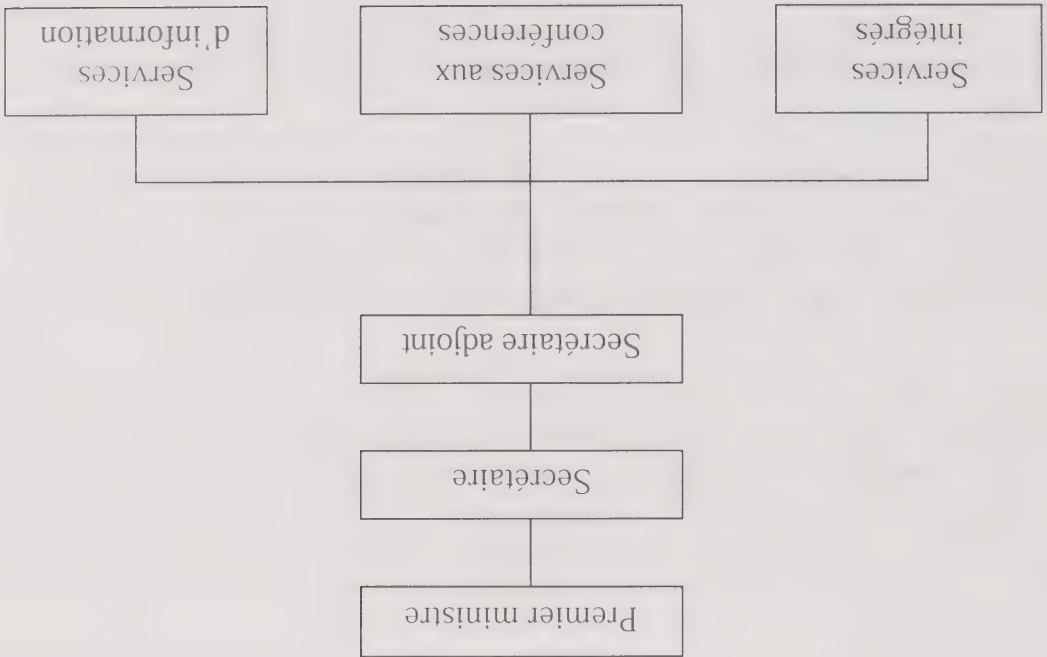 Premier ministre
Secrétaire
Secrétaire adjoint
Services
intégrés
Services aux
conférences
Services
d'information